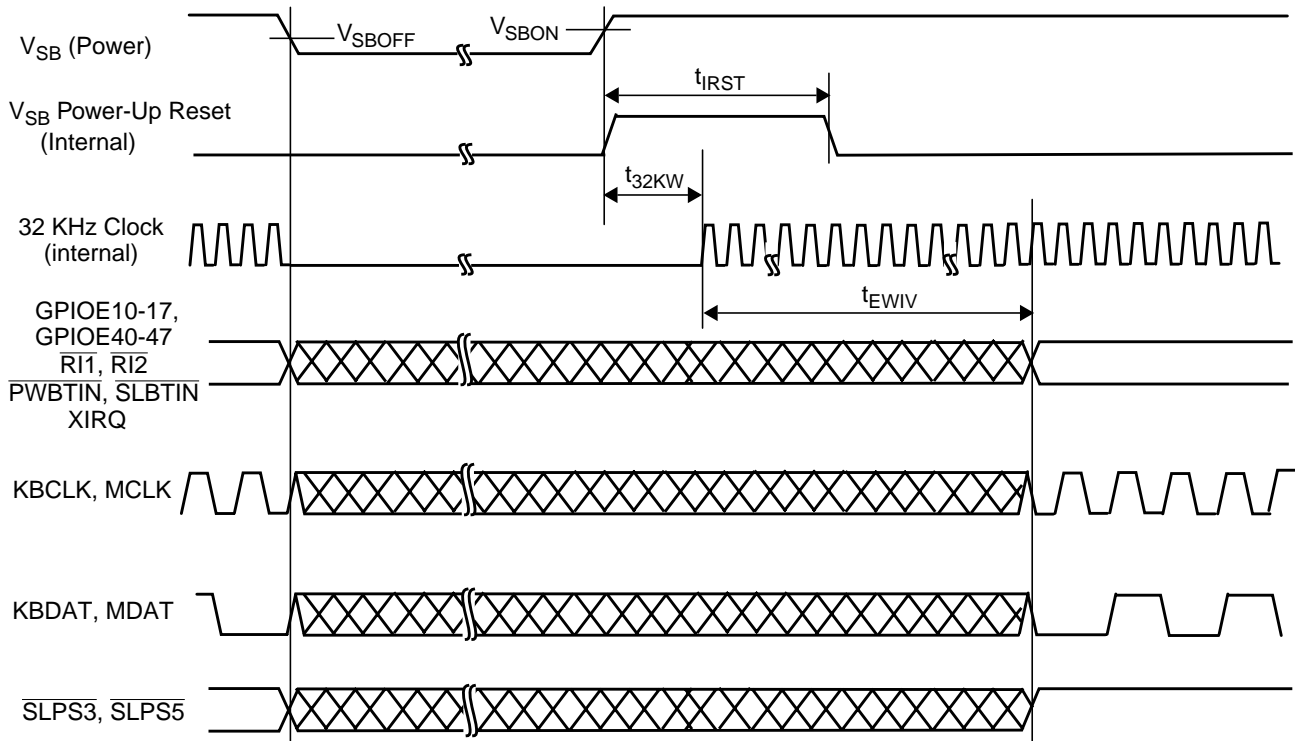 V_SB (Power)
V_SBOFF
V_SBON
t_IRST
V_SB Power-Up Reset
(Internal)
t_32KW
32 KHz Clock
(internal)
t_EWIV
GPIOE10-17,
GPIOE40-47
RI1, RI2
PWBTIN, SLBTIN
XIRQ
KBCLK, MCLK
KBDAT, MDAT
SLPS3, SLPS5